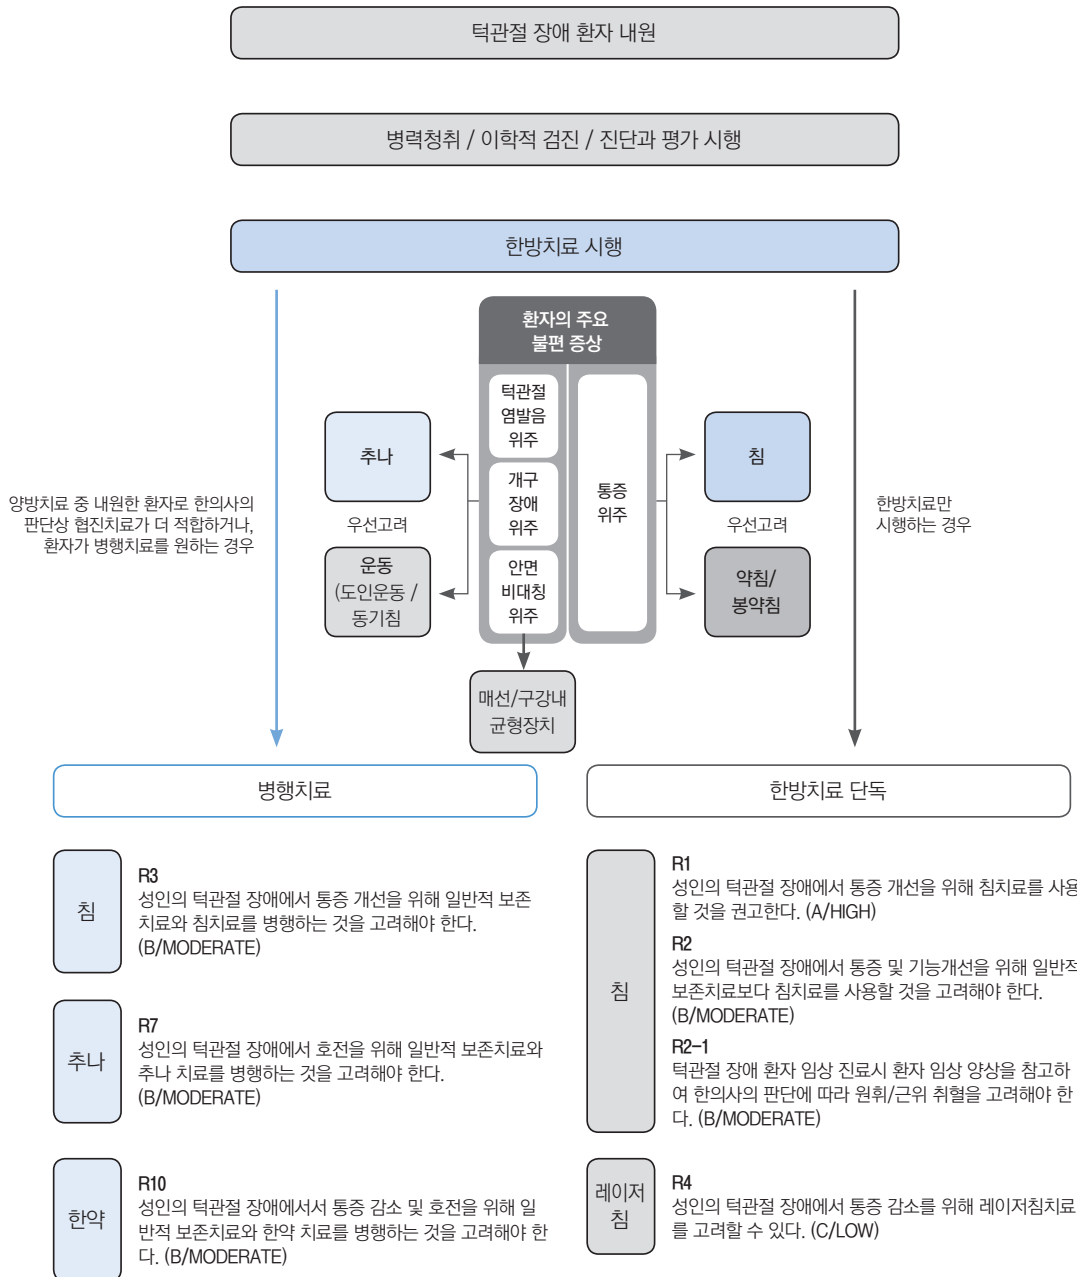 턱관절 장애 환자 내원
병력청취 / 이학적 검진 / 진단과 평가 시행
한방치료 시행
환자의 주요
불편 증상
턱관절
염발음
위주
개구
장애
위주
안면
비대칭
위주
통증
위주
추나
우선고려
운동
(도인운동 /
동기침
침
우선고려
약침/
봉약침
매선/구강내
균형장치
양방치료 중 내원한 환자로 한의사의
판단상 협진치료가 더 적합하거나,
환자가 병행치료를 원하는 경우
한방치료만
시행하는 경우
병행치료
침
R3
성인의 턱관절 장애에서 통증 개선을 위해 일반적 보존
치료와 침치료를 병행하는 것을 고려해야 한다.
(B/MODERATE)
추나
R7
성인의 턱관절 장애에서 호전을 위해 일반적 보존치료와
추나 치료를 병행하는 것을 고려해야 한다.
(B/MODERATE)
한약
R10
성인의 턱관절 장애에서서 통증 감소 및 호전을 위해 일
반적 보존치료와 한약 치료를 병행하는 것을 고려해야 한
다. (B/MODERATE)
한방치료 단독
침
R1
성인의 턱관절 장애에서 통증 개선을 위해 침치료를 사용
할 것을 권고한다. (A/HIGH)
R2
성인의 턱관절 장애에서 통증 및 기능개선을 위해 일반적
보존치료보다 침치료를 사용할 것을 고려해야 한다.
(B/MODERATE)
R2-1
턱관절 장애 환자 임상 진료시 환자 임상 양상을 참고하
여 한의사의 판단에 따라 원휘/근위 취혈을 고려해야 한
다. (B/MODERATE)
레이저
침
R4
성인의 턱관절 장애에서 통증 감소를 위해 레이저침치료
를 고려할 수 있다. (C/LOW)